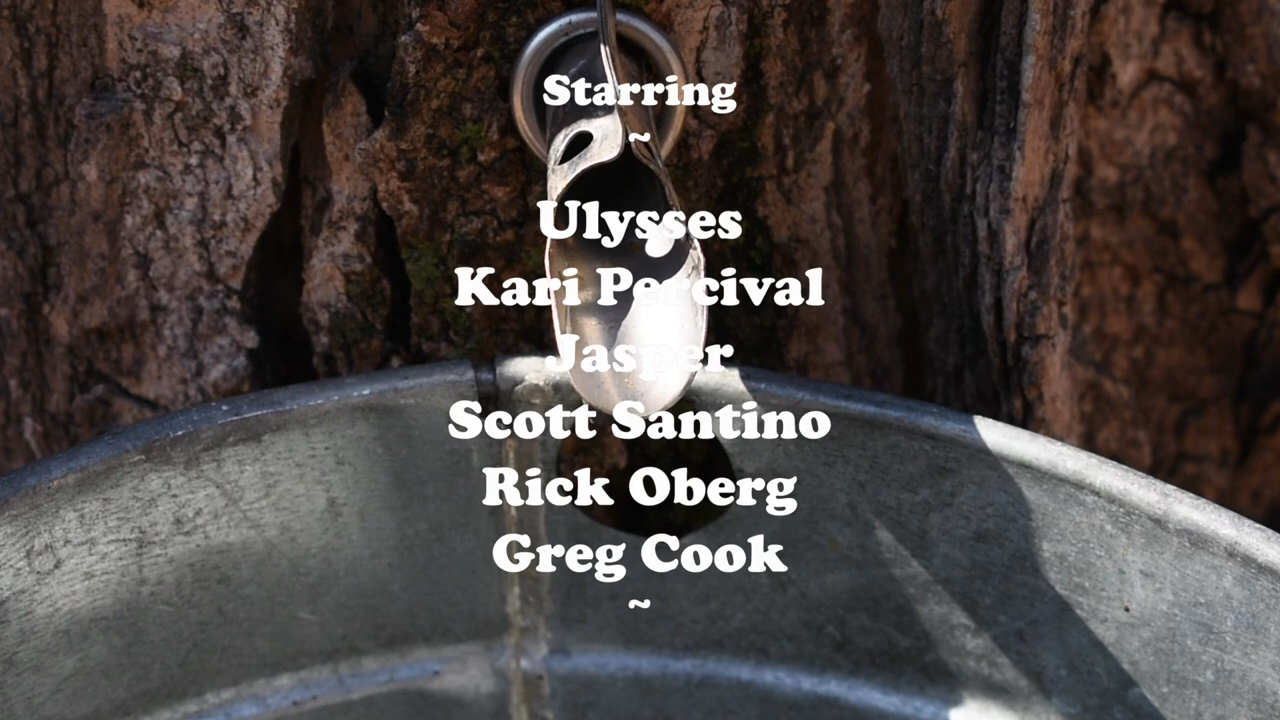 Starring
~
Ulysses
Kari Percival
Jasper
Scott Santino
Rick Oberg
Greg Cook
~